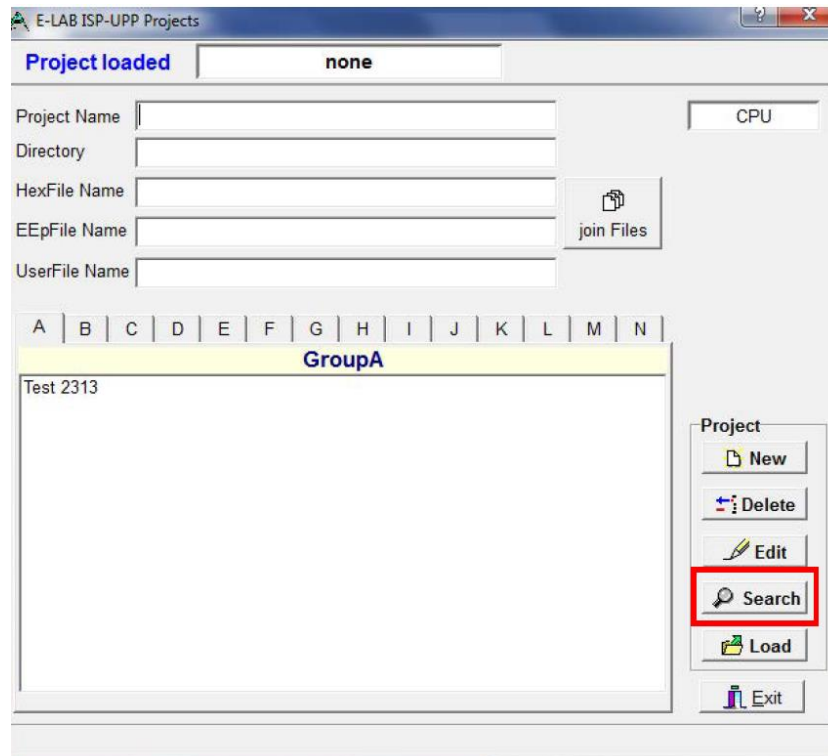 E-LAB ISP-UPP Projects
?
X
Project loaded none
Project Name
CPU
Directory
HexFile Name
EEpFile Name
join Files
UserFile Name
A B C D E F G H I J K L M N
GroupA
Test 2313
Project
New
Delete
Edit
Search
Load
Exit